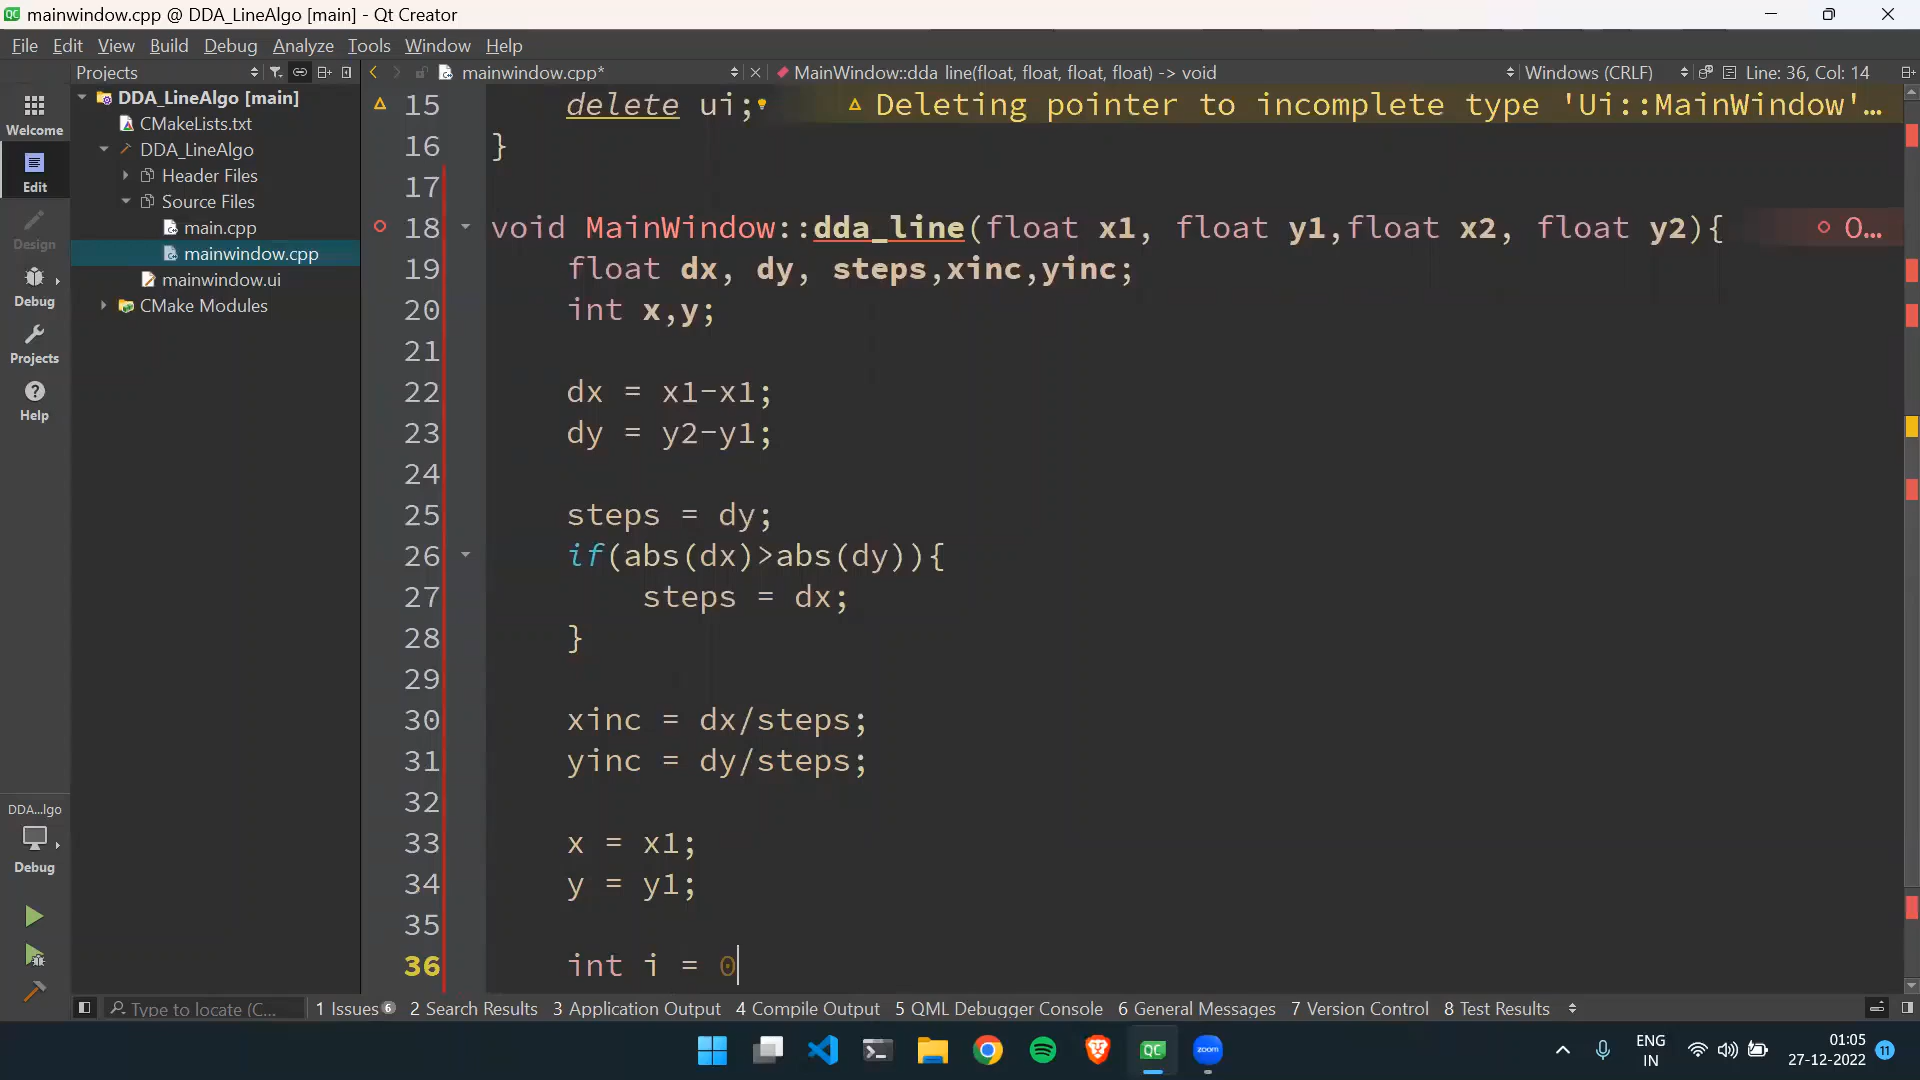 mainwindow.cpp @ DDA_LineAlgo [main] - Qt Creator
File Edit View Build Debug Analyze Tools Window Help
Projects
mainwindow.cpp*
MainWindow::dda line(float, float, float, float) -> void
Windows (CRLF)
Line: 36, Col: 14
DDA_LineAlgo [main]
CMakeLists.txt
DDA_LineAlgo
Header Files
Source Files
main.cpp
mainwindow.cpp
mainwindow.ui
CMake Modules
Welcome
Edit
Design
Debug
Projects
Help
DDA...lgo
Debug
15 delete ui; Deleting pointer to incomplete type 'Ui::MainWindow'…
16 }
17
18 void MainWindow::dda_line(float x1, float y1,float x2, float y2){ O…
19 float dx, dy, steps,xinc,yinc;
20 int x,y;
21
22 dx = x1-x1;
23 dy = y2-y1;
24
25 steps = dy;
26 if(abs(dx)>abs(dy)){
27 steps = dx;
28 }
29
30 xinc = dx/steps;
31 yinc = dy/steps;
32
33 x = x1;
34 y = y1;
35
36 int i = 0
Type to locate (C...
1 Issues 6
2 Search Results
3 Application Output
4 Compile Output
5 QML Debugger Console
6 General Messages
7 Version Control
8 Test Results
QC
zoom
ENG
IN
01:05
27-12-2022
11